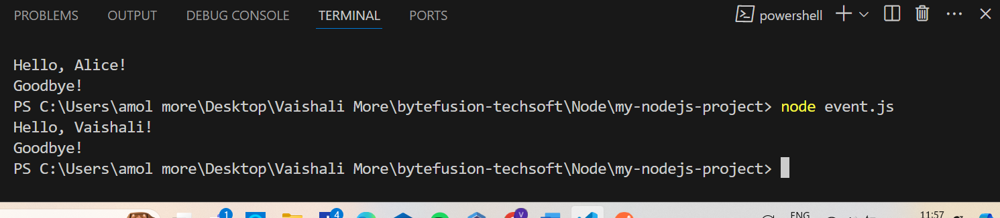 PROBLEMS OUTPUT DEBUG CONSOLE TERMINAL PORTS powershell
Hello, Alice!
Goodbye!
PS C:\Users\amol more\Desktop\Vaishali More\bytefusion-techsoft\Node\my-nodejs-project> node event.js
Hello, Vaishali!
Goodbye!
PS C:\Users\amol more\Desktop\Vaishali More\bytefusion-techsoft\Node\my-nodejs-project>
1 4 V ENG 11:57